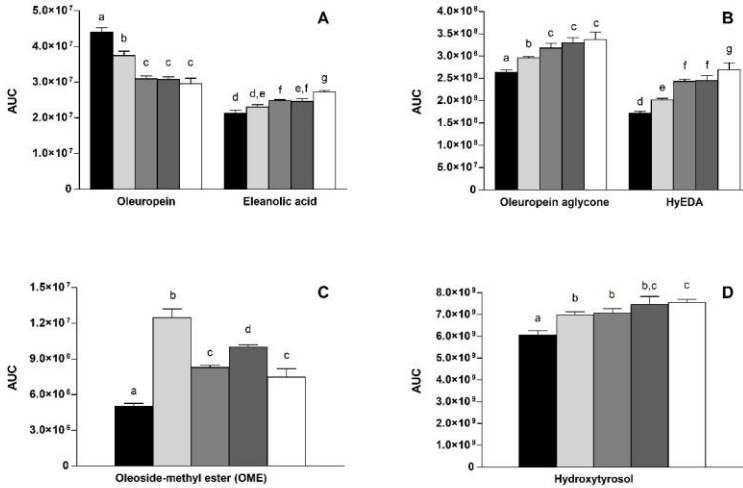 A
5.0×10⁷
4.0×10⁷
3.0×10⁷
2.0×10⁷
1.0×10⁷
0
AUC
a
b
c
c
c
d
d,e
f
e,f
g
Oleuropein
Eleanolic acid
B
4.0×10⁸
3.5×10⁸
3.0×10⁸
2.5×10⁸
2.0×10⁸
1.5×10⁸
1.0×10⁸
5.0×10⁷
0
AUC
a
b
c
c
c
d
e
f
f
g
Oleuropein aglycone
HyEDA
C
1.5×10⁷
1.2×10⁷
9.0×10⁶
6.0×10⁶
3.0×10⁶
0
AUC
a
b
c
d
c
Oleoside-methyl ester (OME)
D
8.0×10⁹
7.0×10⁹
6.0×10⁹
5.0×10⁹
4.0×10⁹
3.0×10⁹
2.0×10⁹
1.0×10⁹
0
AUC
a
b
b
b,c
c
Hydroxytyrosol